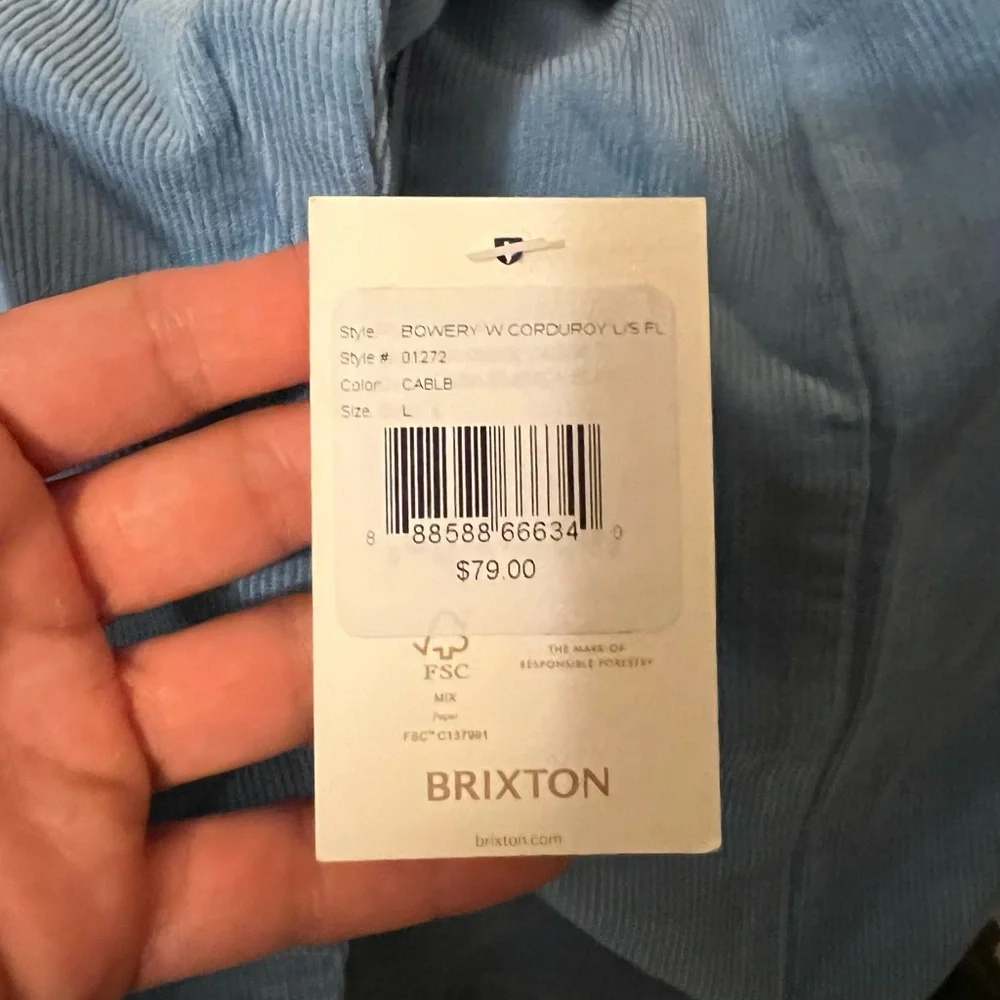 Style BOWERY W CORDUROY L/S FL
Style # 01272
Color CABLB
Size L
8 88588 66634 0
$79.00
FSC
THE MARK OF
RESPONSIBLE FORESTRY
MIX
Paper
FSC™ C137981
BRIXTON
brixton.com